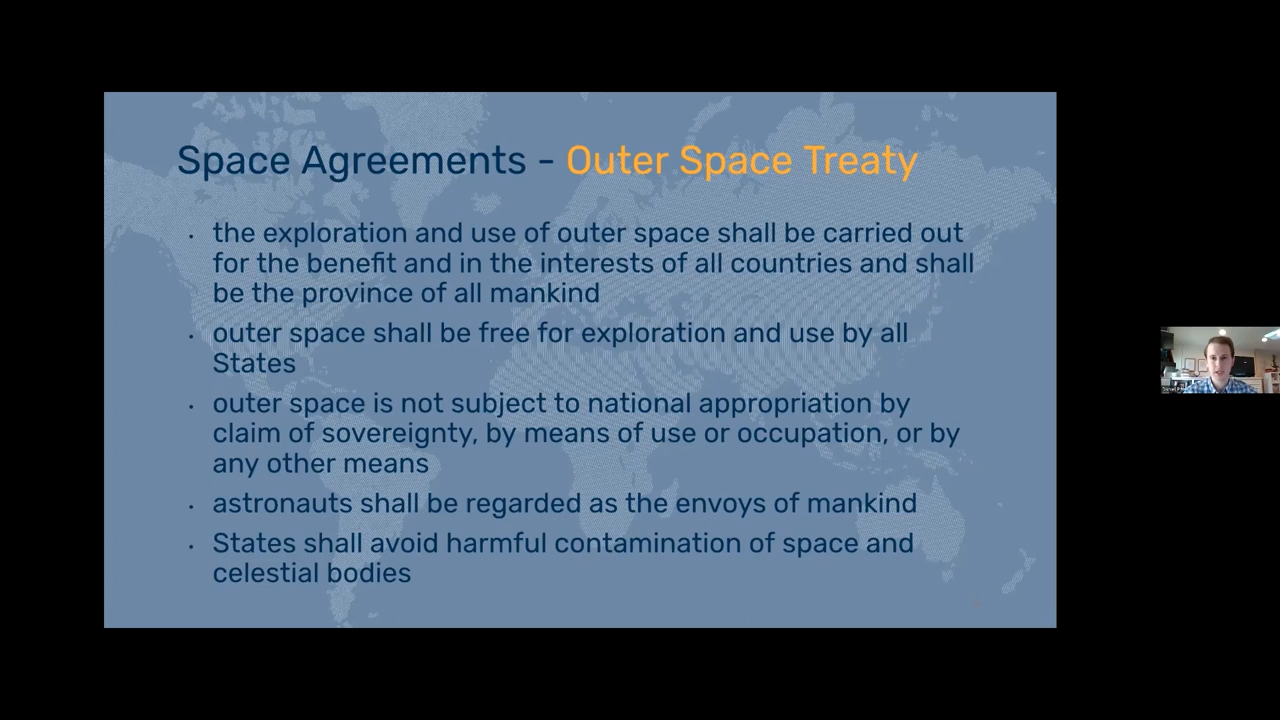 Space Agreements - Outer Space Treaty
· the exploration and use of outer space shall be carried out
for the benefit and in the interests of all countries and shall
be the province of all mankind
· outer space shall be free for exploration and use by all
States
· outer space is not subject to national appropriation by
claim of sovereignty, by means of use or occupation, or by
any other means
· astronauts shall be regarded as the envoys of mankind
· States shall avoid harmful contamination of space and
celestial bodies